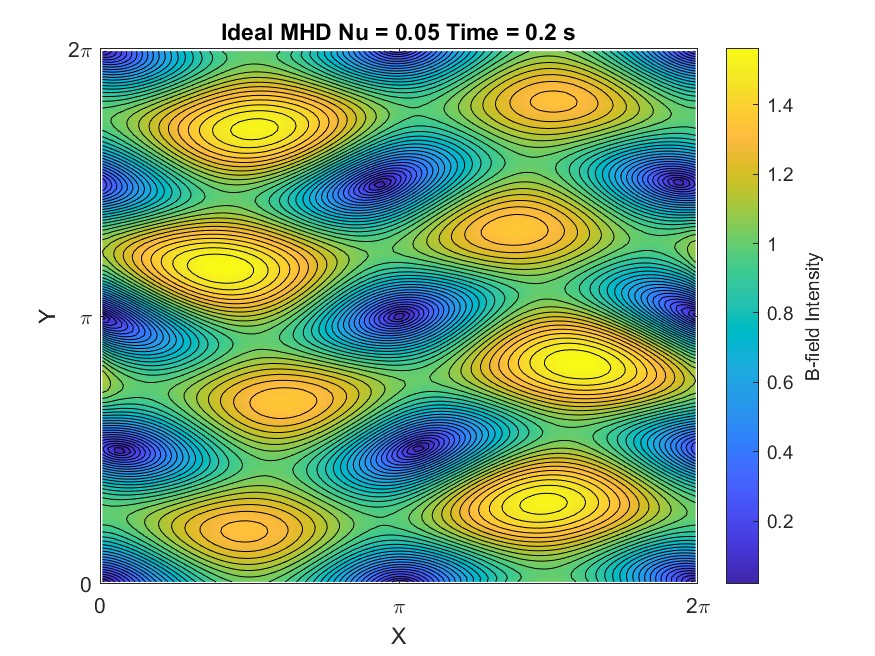 Ideal MHD Nu = 0.05 Time = 0.2 s
2π
π
0
Y
0
π
2π
X
1.4
1.2
1
0.8
0.6
0.4
0.2
B-field Intensity